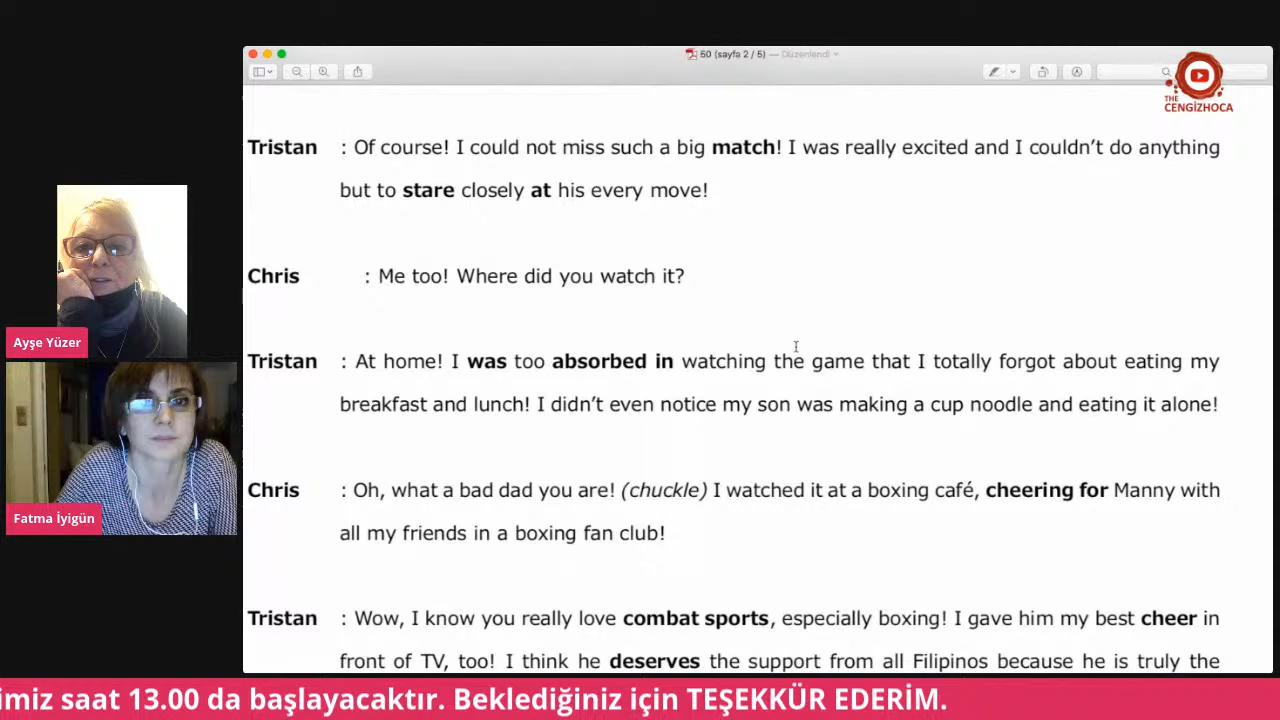 50 (sayfa 2 / 5) — Düzenlendi
THE
CENGİZHOCA
Tristan : Of course! I could not miss such a big match! I was really excited and I couldn't do anything
but to stare closely at his every move!
Chris : Me too! Where did you watch it?
Tristan : At home! I was too absorbed in watching the game that I totally forgot about eating my
breakfast and lunch! I didn't even notice my son was making a cup noodle and eating it alone!
Chris : Oh, what a bad dad you are! (chuckle) I watched it at a boxing café, cheering for Manny with
all my friends in a boxing fan club!
Tristan : Wow, I know you really love combat sports, especially boxing! I gave him my best cheer in
front of TV, too! I think he deserves the support from all Filipinos because he is truly the
Ayşe Yüzer
Fatma İyigün
imiz saat 13.00 da başlayacaktır. Beklediğiniz için TEŞEKKÜR EDERİM.